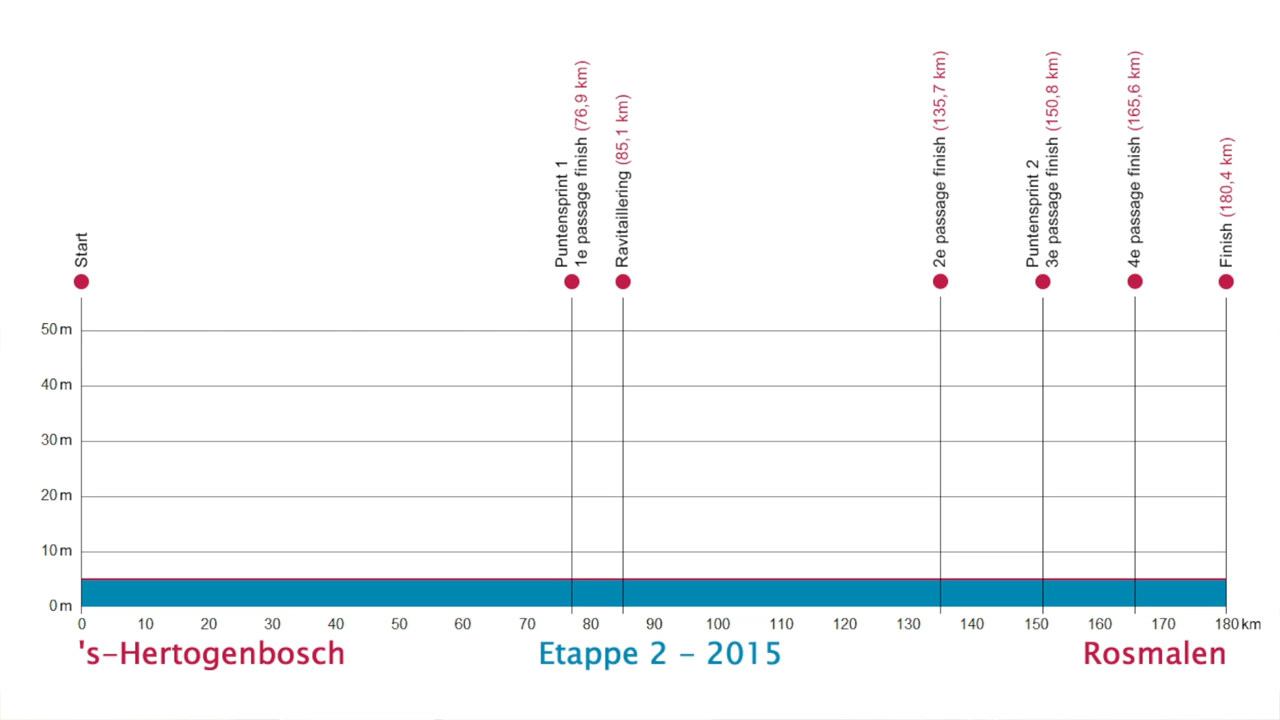 Start
Puntensprint 1
1e passage finish (76,9 km)
Ravitaillering (85,1 km)
2e passage finish (135,7 km)
Puntensprint 2
3e passage finish (150,8 km)
4e passage finish (165,6 km)
Finish (180,4 km)
50 m
40 m
30 m
20 m
10 m
0 m
0 10 20 30 40 50 60 70 80 90 100 110 120 130 140 150 160 170 180 km
's-Hertogenbosch Etappe 2 - 2015 Rosmalen